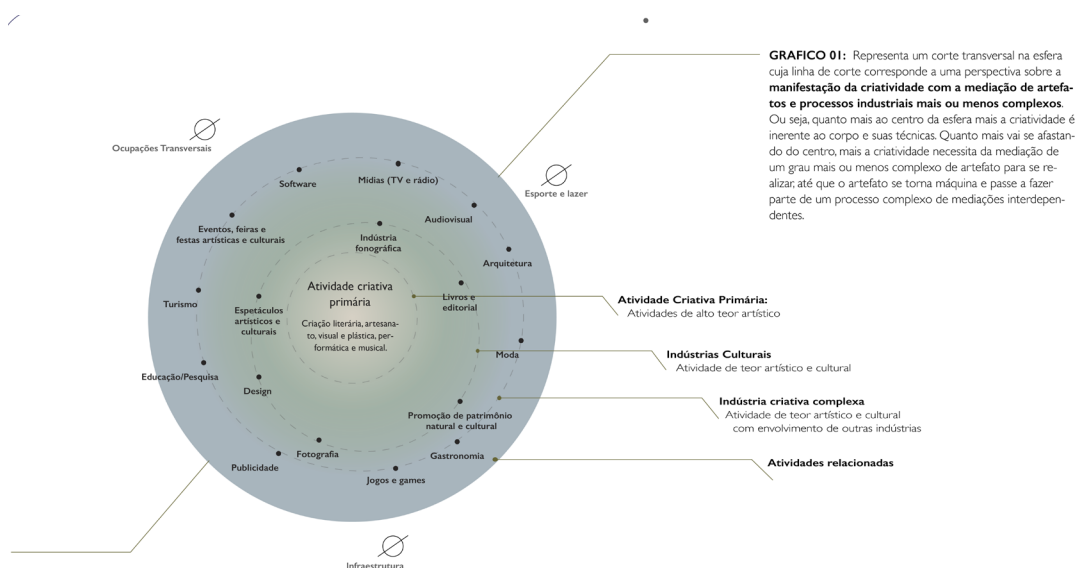 GRAFICO 01: Representa um corte transversal na esfera
cuja linha de corte corresponde a uma perspectiva sobre a
manifestação da criatividade com a mediação de artefa-
tos e processos industriais mais ou menos complexos.
Ou seja, quanto mais ao centro da esfera mais a criatividade é
inerente ao corpo e suas técnicas. Quanto mais vai se afastan-
do do centro, mais a criatividade necessita da mediação de
um grau mais ou menos complexo de artefato para se re-
alizar, até que o artefato se torna máquina e passe a fazer
parte de um processo complexo de mediações interdepen-
dentes.
Ocupações Transversais
Esporte e lazer
Software
Mídias (TV e rádio)
Audiovisual
Eventos, feiras e
festas artísticas e culturais
Indústria
fonográfica
Arquitetura
Atividade criativa
primária
Criação literária, artesana-
to, visual e plástica, per-
formática e musical.
Turismo
Espetáculos
artísticos e
culturais
Livros e
editorial
Moda
Educação/Pesquisa
Design
Promoção de patrimônio
natural e cultural
Gastronomia
Fotografia
Publicidade
Jogos e games
Atividade Criativa Primária:
Atividades de alto teor artístico
Indústrias Culturais
Atividade de teor artístico e cultural
Indústria criativa complexa
Atividade de teor artístico e cultural
com envolvimento de outras indústrias
Atividades relacionadas
Infraestrutura